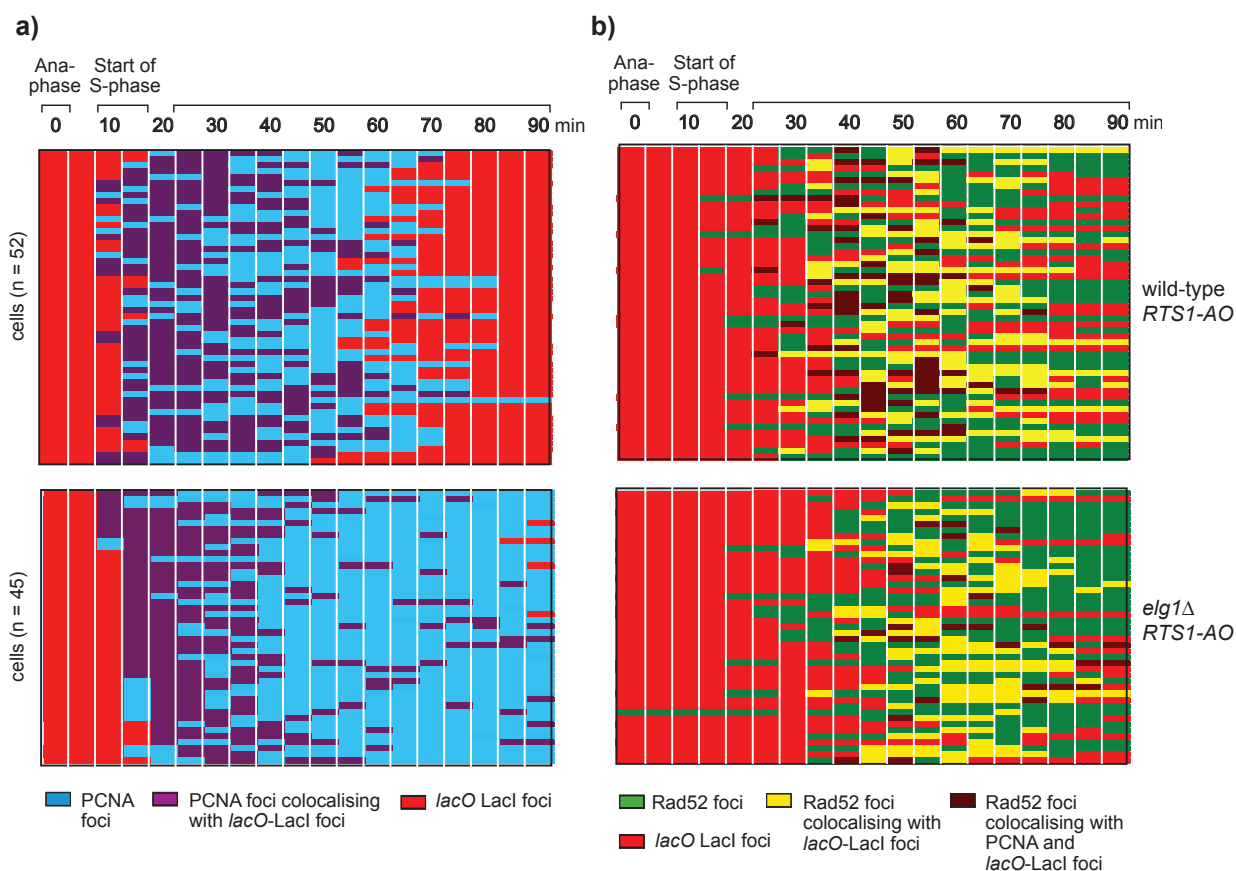 a)
Ana-
phase
Start of
S-phase
0 10 20 30 40 50 60 70 80 90 min
cells (n = 52)
cells (n = 45)
PCNA
foci
PCNA foci colocalising
with lacO-LacI foci
lacO LacI foci
b)
Ana-
phase
Start of
S-phase
0 10 20 30 40 50 60 70 80 90 min
wild-type
RTS1-AO
elg1Δ
RTS1-AO
Rad52 foci
lacO LacI foci
Rad52 foci
colocalising with
lacO-LacI foci
Rad52 foci
colocalising with
PCNA and
lacO-LacI foci